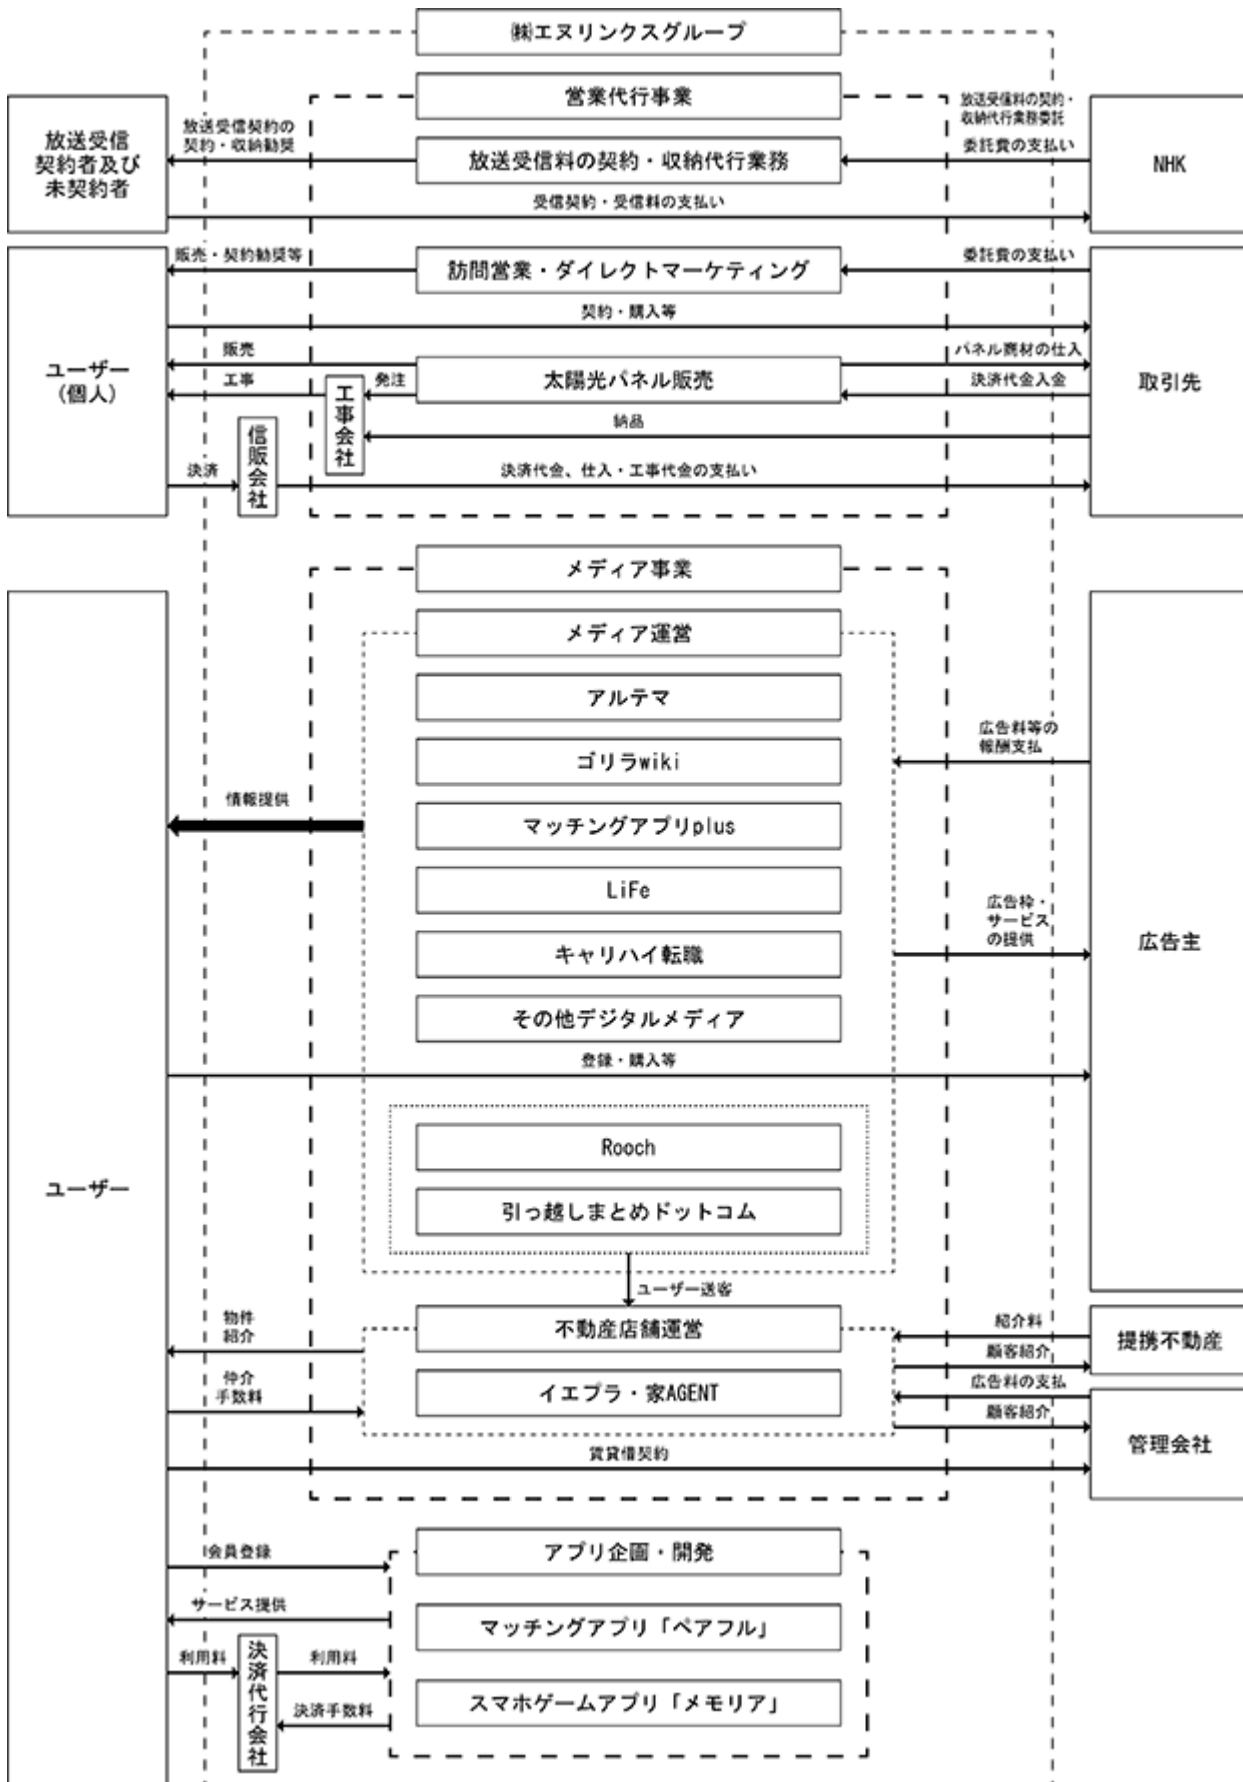 ㈱エヌリンクスグループ
営業代行事業
放送受信
契約者及び
未契約者
放送受信契約の
契約・収納勧奨
放送受信料の契約・収納代行業務
放送受信料の契約・
収納代行業務委託
委託費の支払い
NHK
受信契約・受信料の支払い
ユーザー
(個人)
販売・契約勧奨等
訪問営業・ダイレクトマーケティング
委託費の支払い
取引先
契約・購入等
販売
太陽光パネル販売
パネル商材の仕入
工事
工事会社
発注
決済代金入金
納品
決済
信販会社
決済代金、仕入・工事代金の支払い
メディア事業
メディア運営
アルテマ
ゴリラwiki
マッチングアプリplus
LiFe
キャリハイ転職
その他デジタルメディア
ユーザー
情報提供
広告料等の
報酬支払
広告枠・
サービス
の提供
広告主
登録・購入等
Rooch
引っ越しまとめドットコム
ユーザー送客
不動産店舗運営
イエプラ・家AGENT
物件
紹介
仲介
手数料
紹介料
顧客紹介
提携不動産
広告料の支払
顧客紹介
管理会社
賃貸借契約
会員登録
アプリ企画・開発
サービス提供
マッチングアプリ「ペアフル」
利用料
決済代行会社
利用料
決済手数料
スマホゲームアプリ「メモリア」